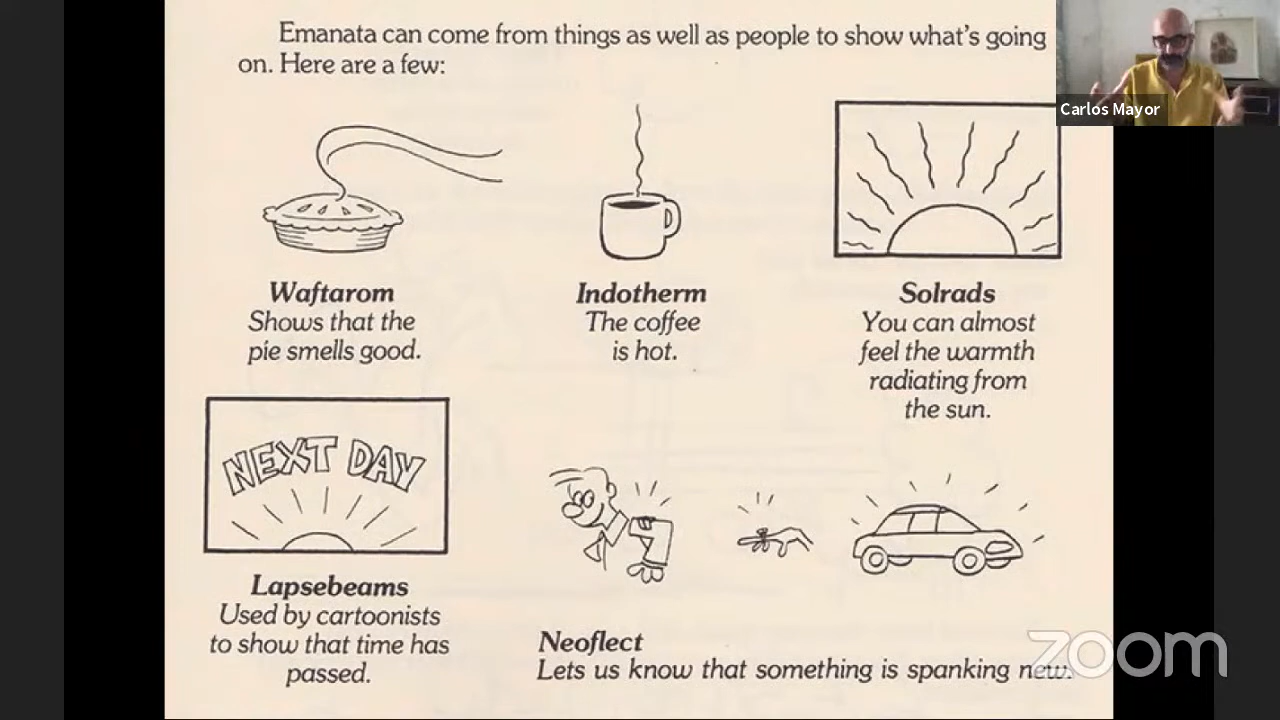 Emanata can come from things as well as people to show what's going
on. Here are a few:
Carlos Mayor
Waftarom
Shows that the
pie smells good.
Indotherm
The coffee
is hot.
Solrads
You can almost
feel the warmth
radiating from
the sun.
NEXT DAY
Lapsebeams
Used by cartoonists
to show that time has
passed.
Neoflect
Lets us know that something is spanking new.
zoom